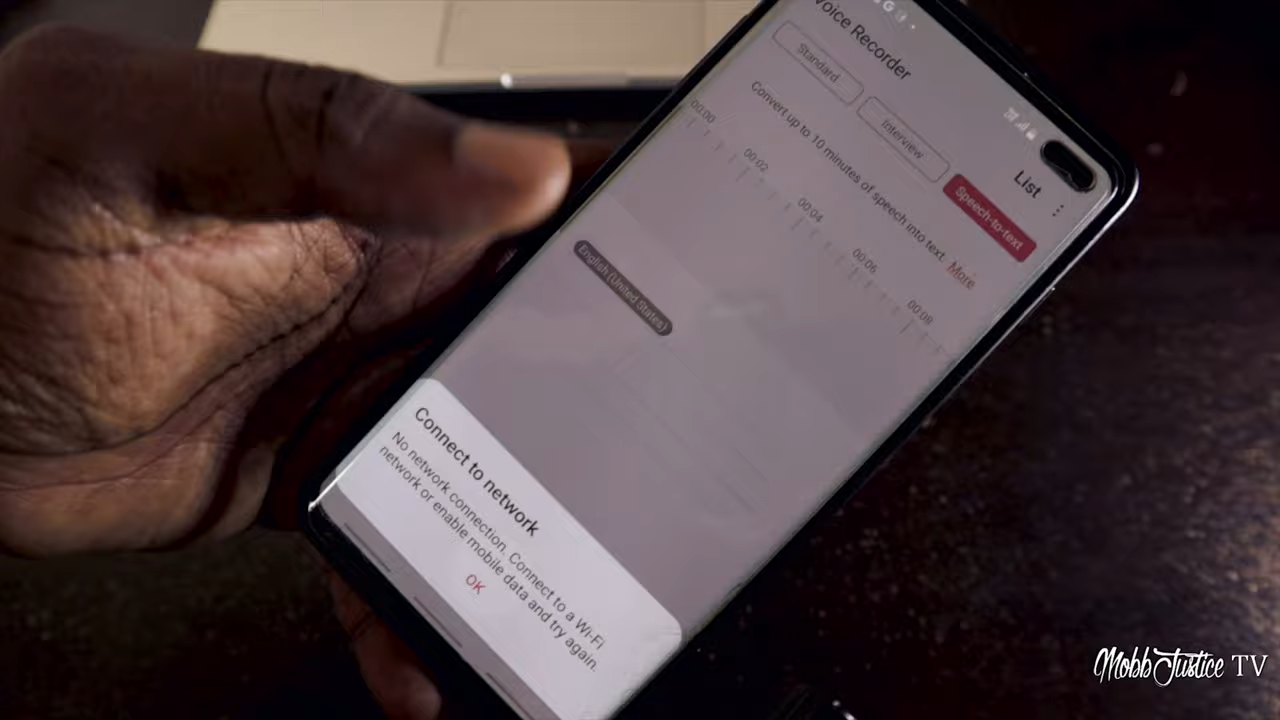 Voice Recorder
List
Standard
Interview
Speech-to-text
Convert up to 10 minutes of speech into text. More
00:00
00:02
00:04
00:06
00:08
English (United States)
Connect to network
No network connection. Connect to a Wi-Fi
network or enable mobile data and try again.
OK
MobbJustice TV